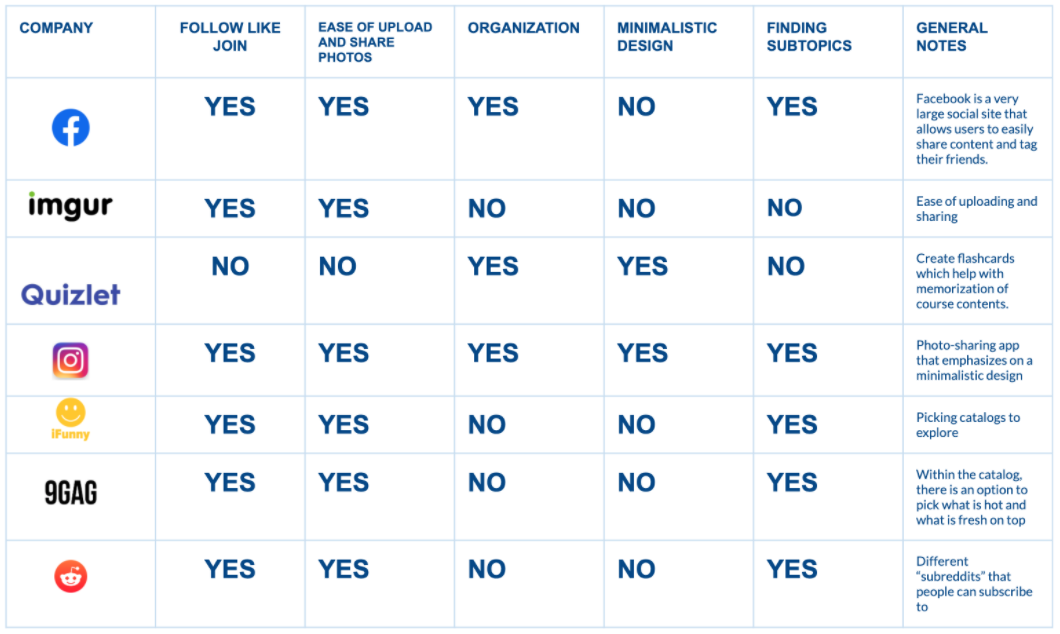 COMPANY
FOLLOW LIKE
JOIN
EASE OF UPLOAD
AND SHARE
PHOTOS
ORGANIZATION
MINIMALISTIC
DESIGN
FINDING
SUBTOPICS
GENERAL
NOTES
f
YES
YES
YES
NO
YES
Facebook is a very
large social site that
allows users to easily
share content and tag
their friends.
imgur
YES
YES
NO
NO
NO
Ease of uploading and
sharing
Quizlet
NO
NO
YES
YES
NO
Create flashcards
which help with
memorization of
course contents.
YES
YES
YES
YES
YES
Photo-sharing app
that emphasizes on a
minimalistic design
iFunny
YES
YES
NO
NO
YES
Picking catalogs to
explore
9GAG
YES
YES
NO
NO
YES
Within the catalog,
there is an option to
pick what is hot and
what is fresh on top
YES
YES
NO
NO
YES
Different
“subreddits” that
people can subscribe
to